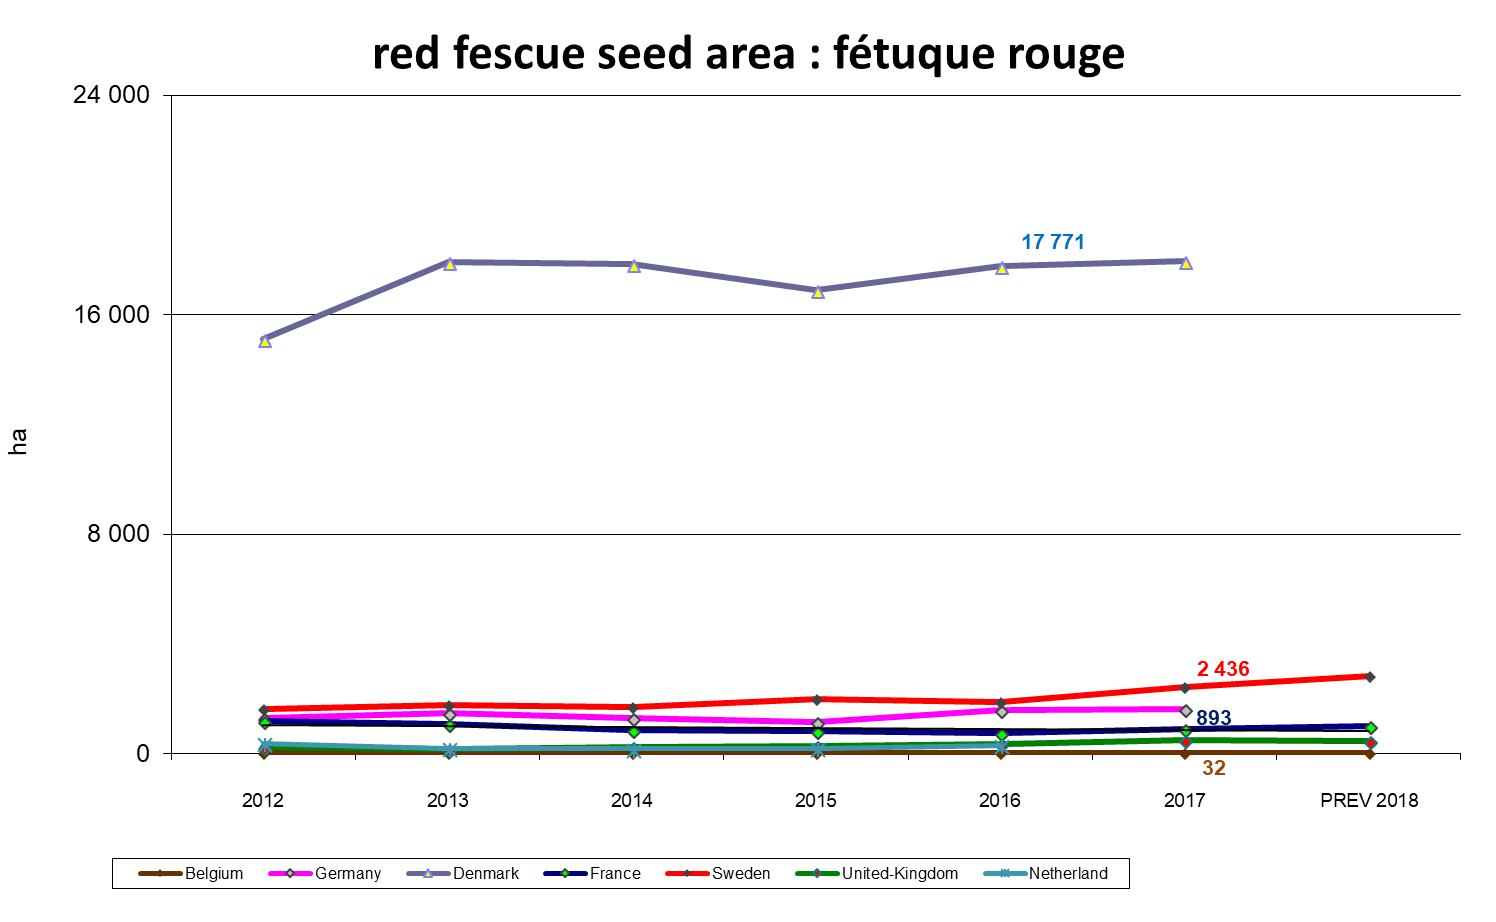 red fescue seed area : fétuque rouge
24 000
17 771
16 000
ha
8 000
2 436
893
0
32
2012 2013 2014 2015 2016 2017 PREV 2018
Belgium Germany Denmark France Sweden United-Kingdom Netherland